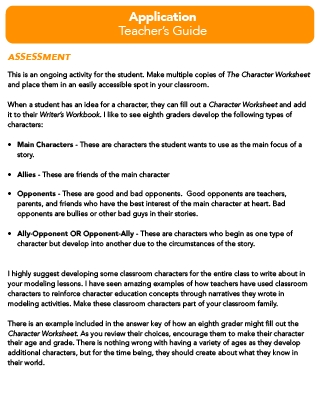 Application
Teacher's Guide
ASSESSMENT
This is an ongoing activity for the student. Make multiple copies of The Character Worksheet
and place them in an easily accessible spot in your classroom.
When a student has an idea for a character, they can fill out a Character Worksheet and add
it to their Writer's Workbook. I like to see eighth graders develop the following types of
characters:
• Main Characters - These are characters the student wants to use as the main focus of a
story.
• Allies - These are friends of the main character
• Opponents - These are good and bad opponents. Good opponents are teachers,
parents, and friends who have the best interest of the main character at heart. Bad
opponents are bullies or other bad guys in their stories.
• Ally-Opponent OR Opponent-Ally - These are characters who begin as one type of
character but develop into another due to the circumstances of the story.
I highly suggest developing some classroom characters for the entire class to write about in
your modeling lessons. I have seen amazing examples of how teachers have used classroom
characters to reinforce character education concepts through narratives they wrote in
modeling activities. Make these classroom characters part of your classroom family.
There is an example included in the answer key of how an eighth grader might fill out the
Character Worksheet. As you review their choices, encourage them to make their character
their age and grade. There is nothing wrong with having a variety of ages as they develop
additional characters, but for the time being, they should create about what they know in
their world.